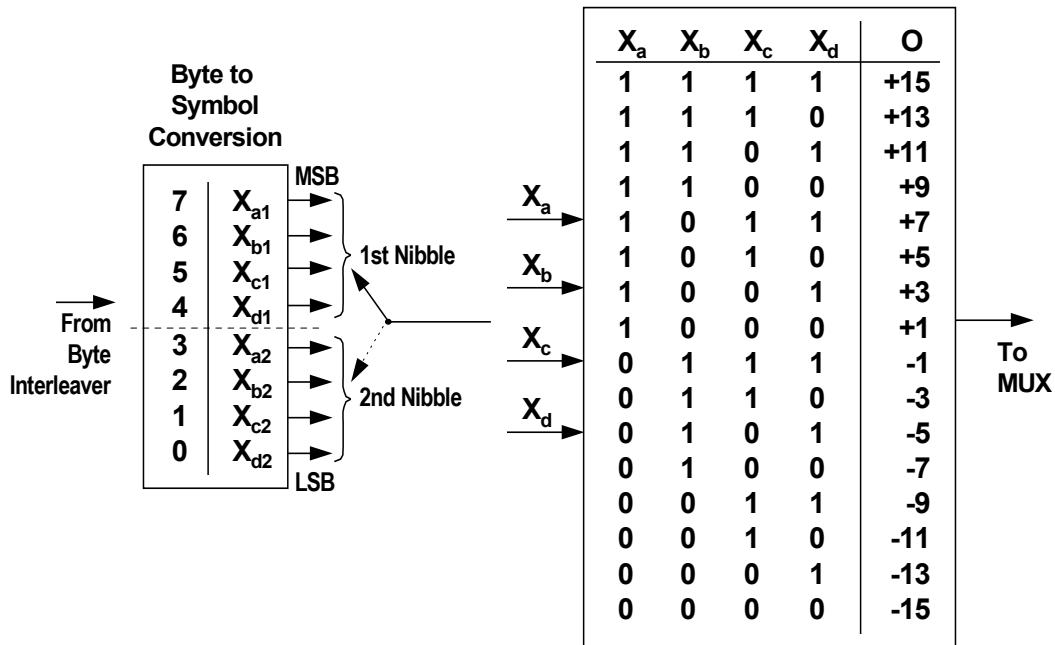 Byte to
Symbol
Conversion
MSB
7 Xa1
6 Xb1
5 Xc1
4 Xd1
3 Xa2
2 Xb2
1 Xc2
0 Xd2
LSB
From
Byte
Interleaver
1st Nibble
2nd Nibble
Xa
Xb
Xc
Xd
Xa Xb Xc Xd O
1 1 1 1 +15
1 1 1 0 +13
1 1 0 1 +11
1 1 0 0 +9
1 0 1 1 +7
1 0 1 0 +5
1 0 0 1 +3
1 0 0 0 +1
0 1 1 1 -1
0 1 1 0 -3
0 1 0 1 -5
0 1 0 0 -7
0 0 1 1 -9
0 0 1 0 -11
0 0 0 1 -13
0 0 0 0 -15
To
MUX